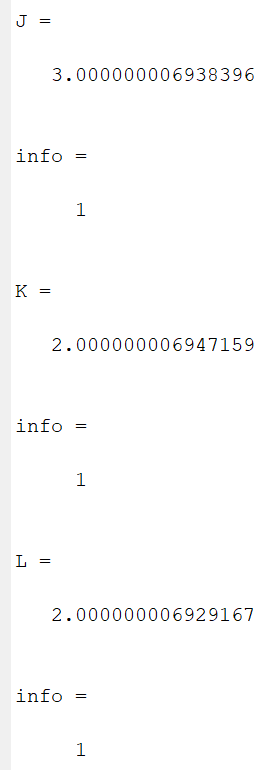 J =
3.000000006938396
info =
1
K =
2.000000006947159
info =
1
L =
2.000000006929167
info =
1